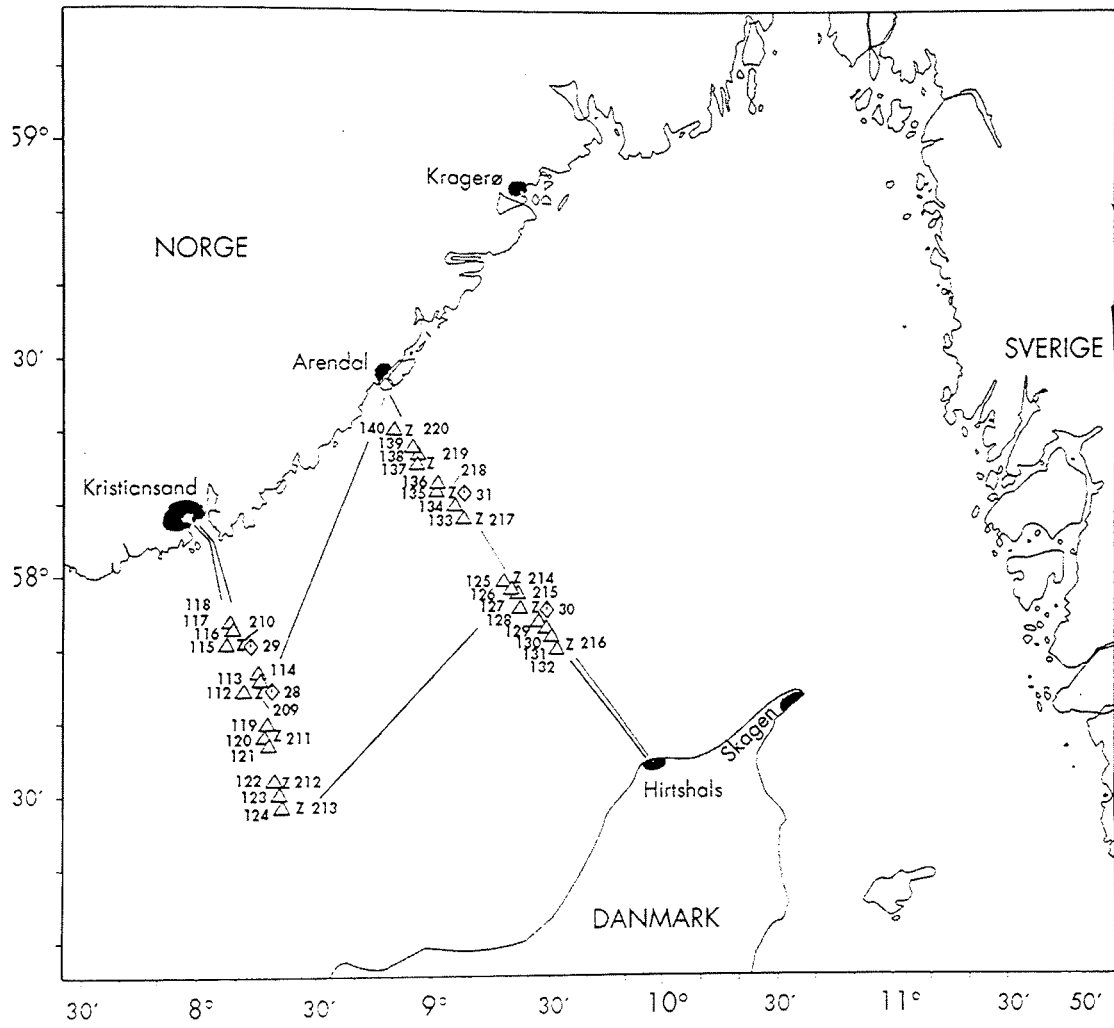 59°
Kragerø
NORGE
30'
Arendal
SVERIGE
140 Z 220
139
138 219
137 Z
218
136
135 Z 31
134
133 Z 217
Kristiansand
58°
125 Z 214
126 215
127 Z 30
128
129
130
131 Z 216
132
118
117 210
116
115 Z 29
114
113
112 Z 28
209
119
120 Z 211
121
122 Z 212
123
124 Z 213
30'
Skagen
Hirtshals
DANMARK
30' 8° 30' 9° 30' 10° 30' 11° 30' 50'